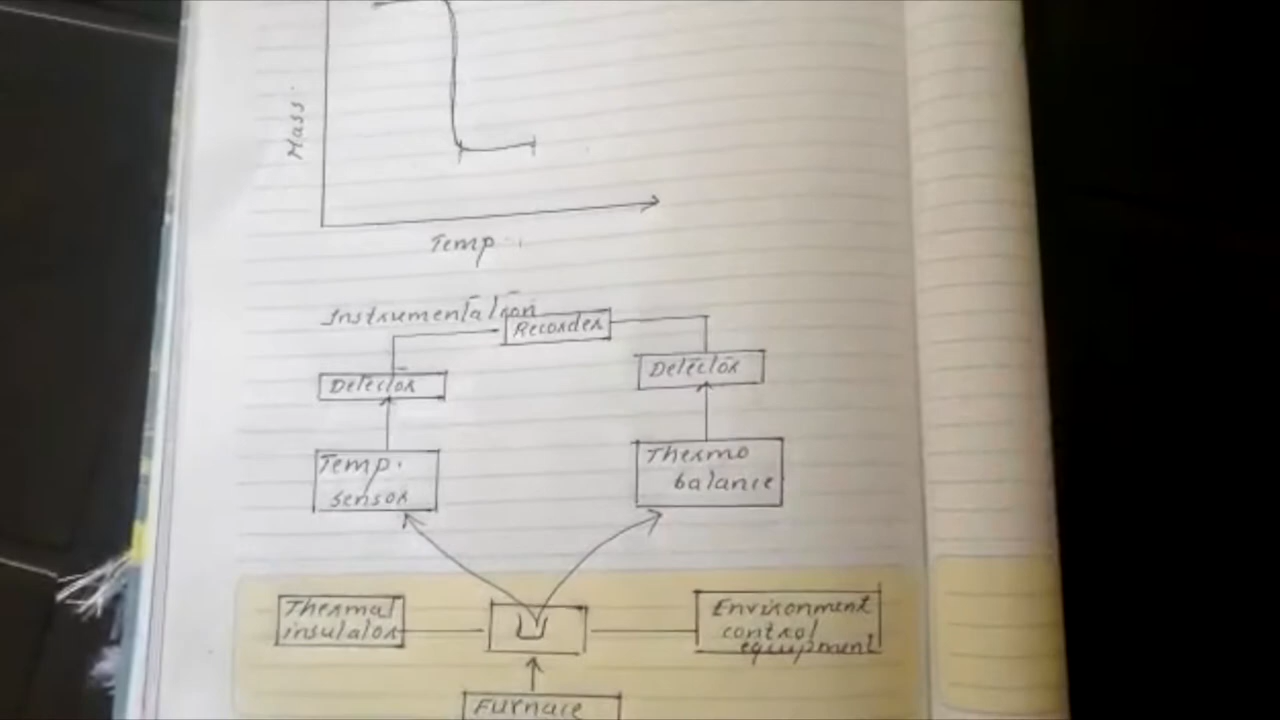 Mass.
Temp.
Instrumentation
Recorder
Detector
Detector
Temp.
sensor
Thermo
balance
Thermal
insulator
Environment
control
equipment
Furnace